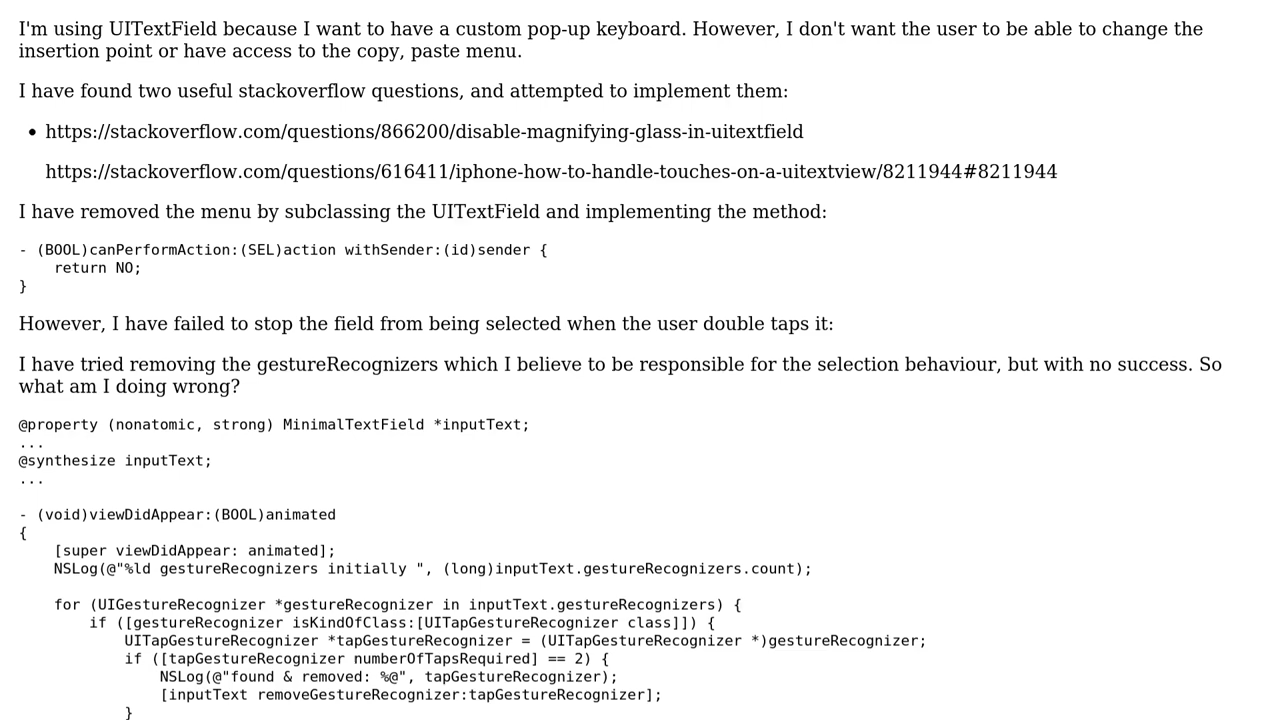 I'm using UITextField because I want to have a custom pop-up keyboard. However, I don't want the user to be able to change the
insertion point or have access to the copy, paste menu.
I have found two useful stackoverflow questions, and attempted to implement them:
• https://stackoverflow.com/questions/866200/disable-magnifying-glass-in-uitextfield
https://stackoverflow.com/questions/616411/iphone-how-to-handle-touches-on-a-uitextview/8211944#8211944
I have removed the menu by subclassing the UITextField and implementing the method:
- (BOOL)canPerformAction:(SEL)action withSender:(id)sender {
    return NO;
}
However, I have failed to stop the field from being selected when the user double taps it:
I have tried removing the gestureRecognizers which I believe to be responsible for the selection behaviour, but with no success. So
what am I doing wrong?
@property (nonatomic, strong) MinimalTextField *inputText;
...
@synthesize inputText;
...
- (void)viewDidAppear:(BOOL)animated
{
    [super viewDidAppear: animated];
    NSLog(@"%ld gestureRecognizers initially ", (long)inputText.gestureRecognizers.count);
    for (UIGestureRecognizer *gestureRecognizer in inputText.gestureRecognizers) {
        if ([gestureRecognizer isKindOfClass:[UITapGestureRecognizer class]]) {
            UITapGestureRecognizer *tapGestureRecognizer = (UITapGestureRecognizer *)gestureRecognizer;
            if ([tapGestureRecognizer numberOfTapsRequired] == 2) {
                NSLog(@"found & removed: %@", tapGestureRecognizer);
                [inputText removeGestureRecognizer:tapGestureRecognizer];
            }